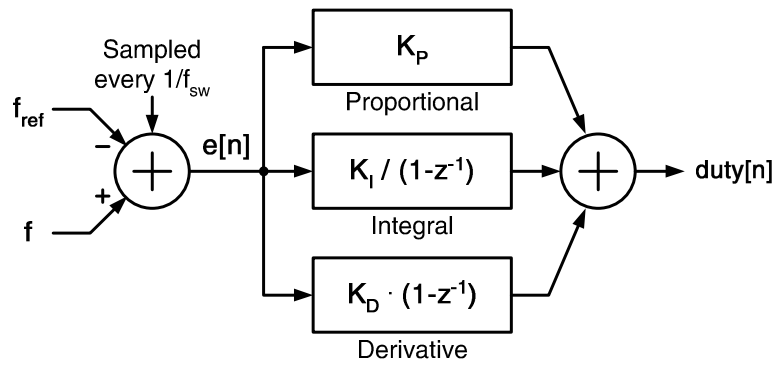 Sampled
every 1/fsw
fref
−
+
f
e[n]
+
KP
Proportional
KI / (1-z-1)
Integral
KD · (1-z-1)
Derivative
+
duty[n]